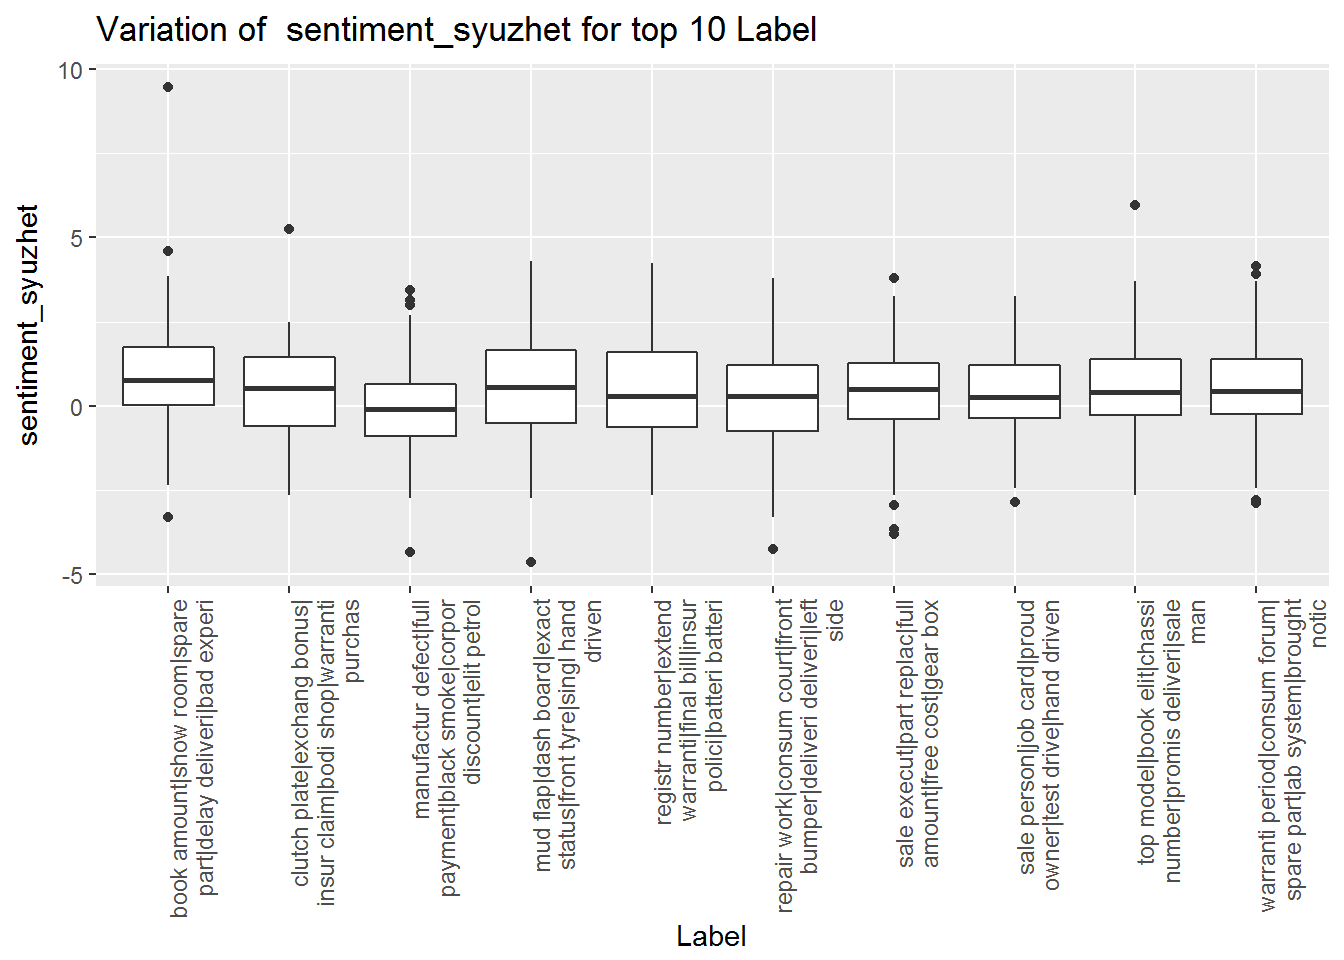 Variation of  sentiment_syuzhet for top 10 Label
sentiment_syuzhet
10
5
0
-5
book amount|show room|spare
part|delay deliveri|bad experi
clutch plate|exchang bonus|
insur claim|bodi shop|warranti
purchas
manufactur defect|full
payment|black smoke|corpor
discount|elit petrol
mud flap|dash board|exact
status|front tyre|singl hand
driven
registr number|extend
warranti|final bill|insur
polici|batteri batteri
repair work|consum court|front
bumper|deliveri deliveri|left
side
sale execut|part replac|full
amount|free cost|gear box
sale person|job card|proud
owner|test drive|hand driven
top model|book elit|chassi
number|promis deliveri|sale
man
warranti period|consum forum|
spare part|ab system|brought
notic
Label